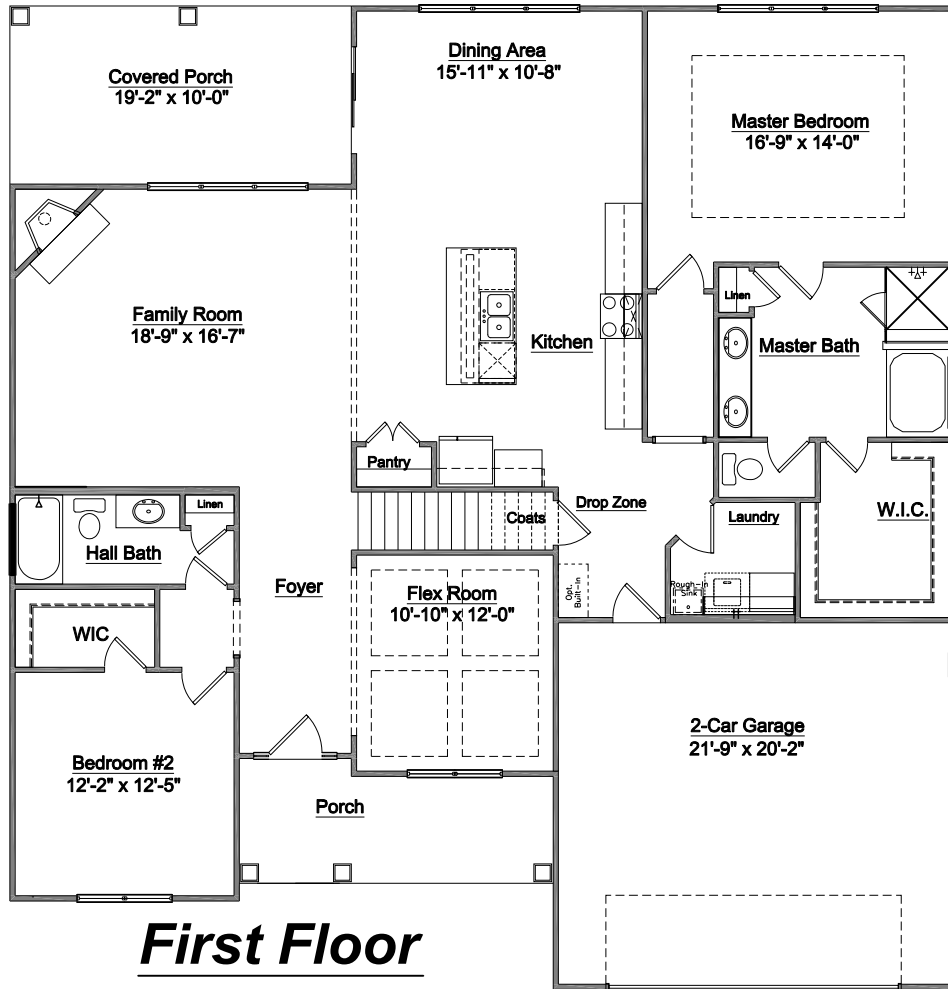 Dining Area
15'-11" x 10'-8"
Covered Porch
19'-2" x 10'-0"
Master Bedroom
16'-9" x 14'-0"
Linen
Family Room
18'-9" x 16'-7"
Kitchen
Master Bath
Pantry
Linen
Coats
Drop Zone
Laundry
W.I.C.
Hall Bath
Foyer
Flex Room
10'-10" x 12'-0"
Opt.
Built-In
Rough-In
Sink
WIC
2-Car Garage
21'-9" x 20'-2"
Bedroom #2
12'-2" x 12'-5"
Porch
First Floor